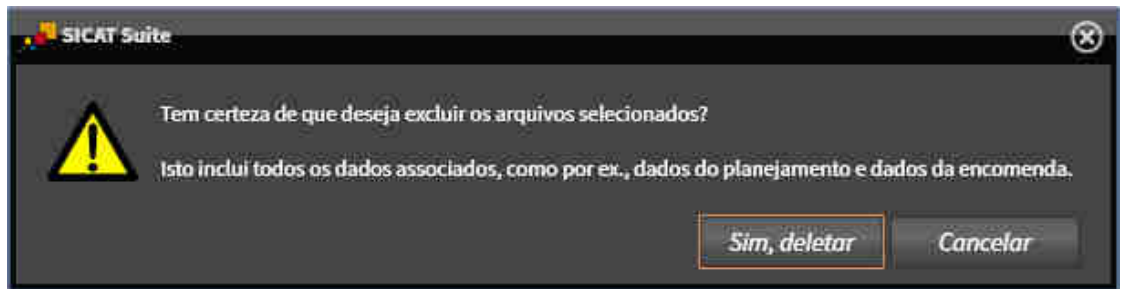 SICAT Suite
Tem certeza de que deseja excluir os arquivos selecionados?
Isto inclui todos os dados associados, como por ex., dados do planejamento e dados da encomenda.
Sim, deletar
Cancelar